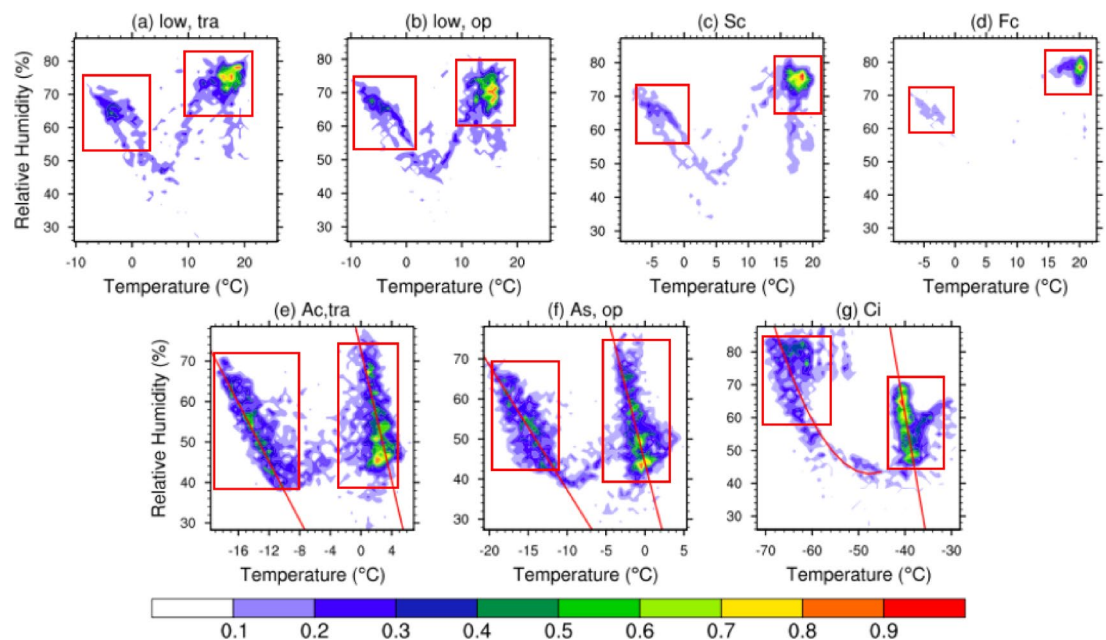 (a) low, tra
(b) low, op
(c) Sc
(d) Fc
Relative Humidity (%)
80
70
60
50
40
30
-10 0 10 20
Temperature (°C)
80
70
60
50
40
30
-10 0 10 20
Temperature (°C)
80
70
60
50
40
30
-5 0 5 10 15 20
Temperature (°C)
80
70
60
50
40
30
-5 0 5 10 15 20
Temperature (°C)
(e) Ac,tra
(f) As, op
(g) Ci
Relative Humidity (%)
70
60
50
40
30
-16 -12 -8 -4 0 4
Temperature (°C)
70
60
50
40
30
-20 -15 -10 -5 0 5
Temperature (°C)
80
70
60
50
40
30
-70 -60 -50 -40 -30
Temperature (°C)
0.1 0.2 0.3 0.4 0.5 0.6 0.7 0.8 0.9